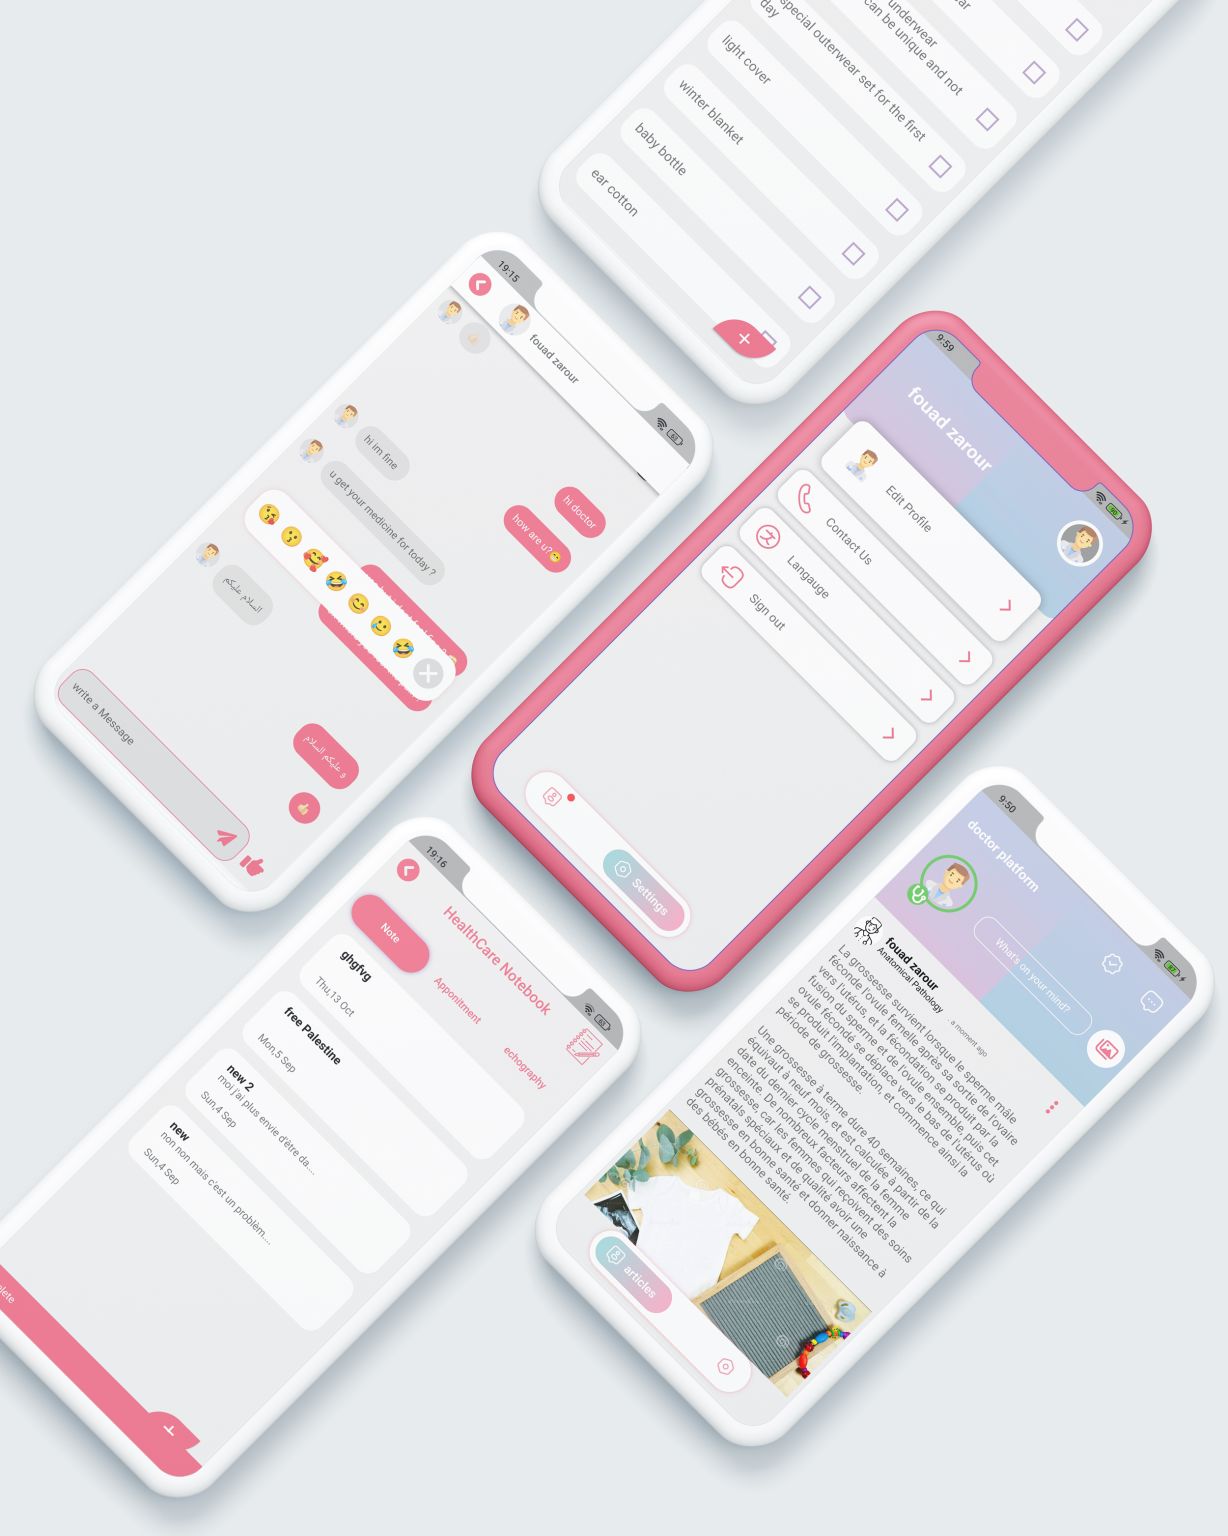 underwear
can be unique and not
special outerwear set for the first
day
light cover
winter blanket
baby bottle
ear cotton
+
19:15
fouad zarour
hi doctor
how are u?
hi im fine
u get your medicine for today ?
السلام عليكم
و عليكم السلام
write a Message
9:59
fouad zarour
Edit Profile
Contact Us
Langauge
Sign out
Settings
19:16
HealthCare Notebook
Note
Apponitment
echography
ghgfvg
Thu,13 Oct
free Palestine
Mon,5 Sep
new 2
moi j'ai plus envie d'être da...
Sun,4 Sep
new
non non mais c'est un problèm...
Sun,4 Sep
+
9:50
doctor platform
What's on your mind?
fouad zarour
Anatomical Pathology . a moment ago
La grossesse survient lorsque le sperme mâle
féconde l'ovule femelle après sa sortie de l'ovaire
vers l'utérus, et la fécondation se produit par la
fusion du sperme et de l'ovule ensemble, puis cet
ovule fécondé se déplace vers le bas de l'utérus où
se produit l'implantation, et commence ainsi la
période de grossesse.
Une grossesse à terme dure 40 semaines, ce qui
équivaut à neuf mois, et est calculée à partir de la
date du dernier cycle menstruel de la femme
enceinte. De nombreux facteurs affectent la
grossesse, car les femmes qui reçoivent des soins
prénatals spéciaux et de qualité avoir une
grossesse en bonne santé et donner naissance à
des bébés en bonne santé.
articles